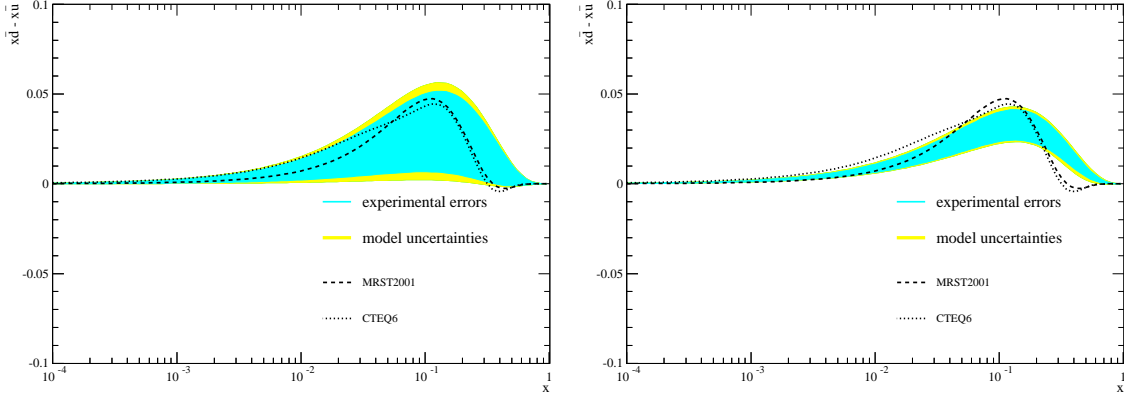 0.1
xd̄ - xū
0.05
0
-0.05
-0.1
experimental errors
model uncertainties
MRST2001
CTEQ6
10 -4
10 -3
10 -2
10 -1
1
x
0.1
xd̄ - xū
0.05
0
-0.05
-0.1
experimental errors
model uncertainties
MRST2001
CTEQ6
10 -4
10 -3
10 -2
10 -1
1
x